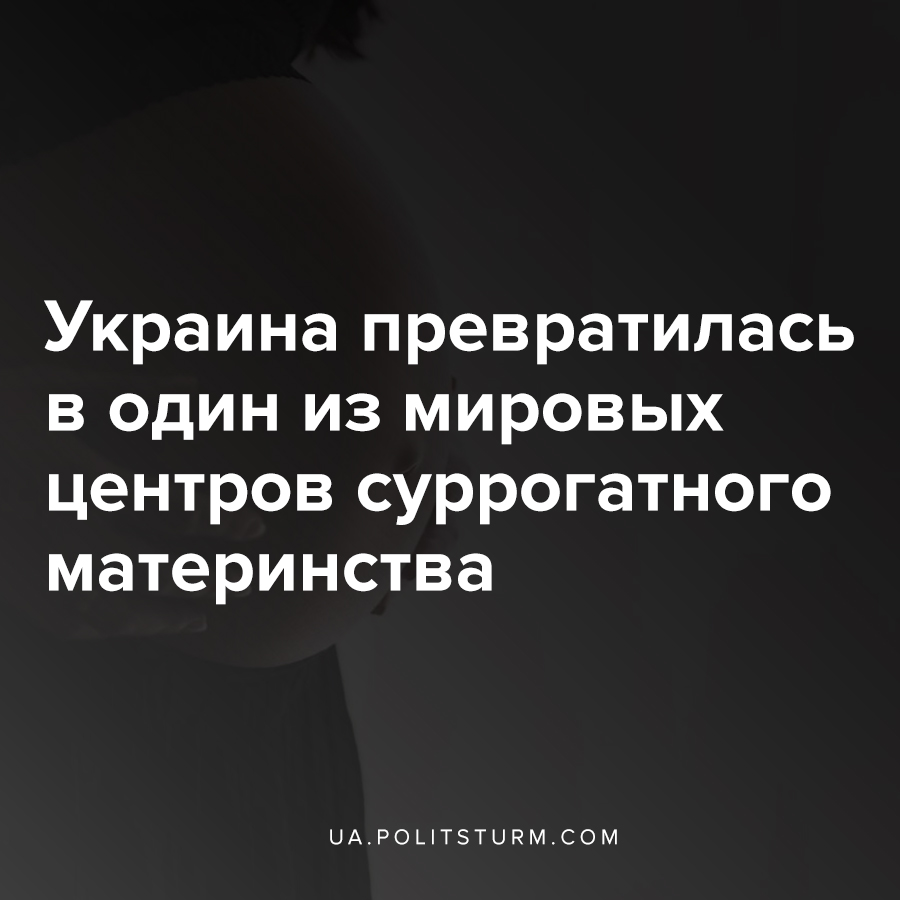 Украина превратилась
в один из мировых
центров суррогатного
материнства
UA.POLITSTURM.COM